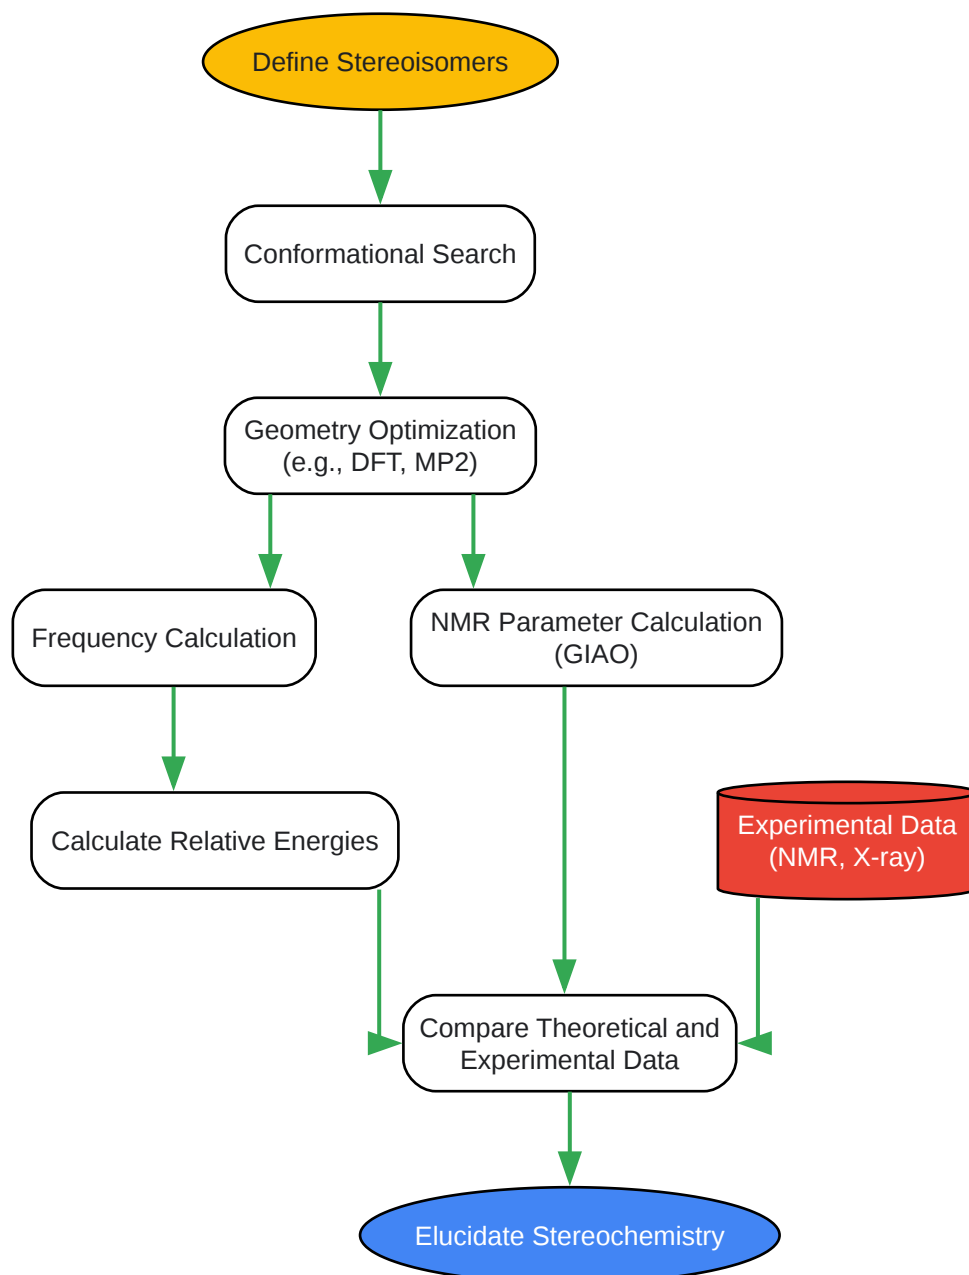 Define Stereoisomers
Conformational Search
Geometry Optimization
(e.g., DFT, MP2)
Frequency Calculation
NMR Parameter Calculation
(GIAO)
Calculate Relative Energies
Experimental Data
(NMR, X-ray)
Compare Theoretical and
Experimental Data
Elucidate Stereochemistry